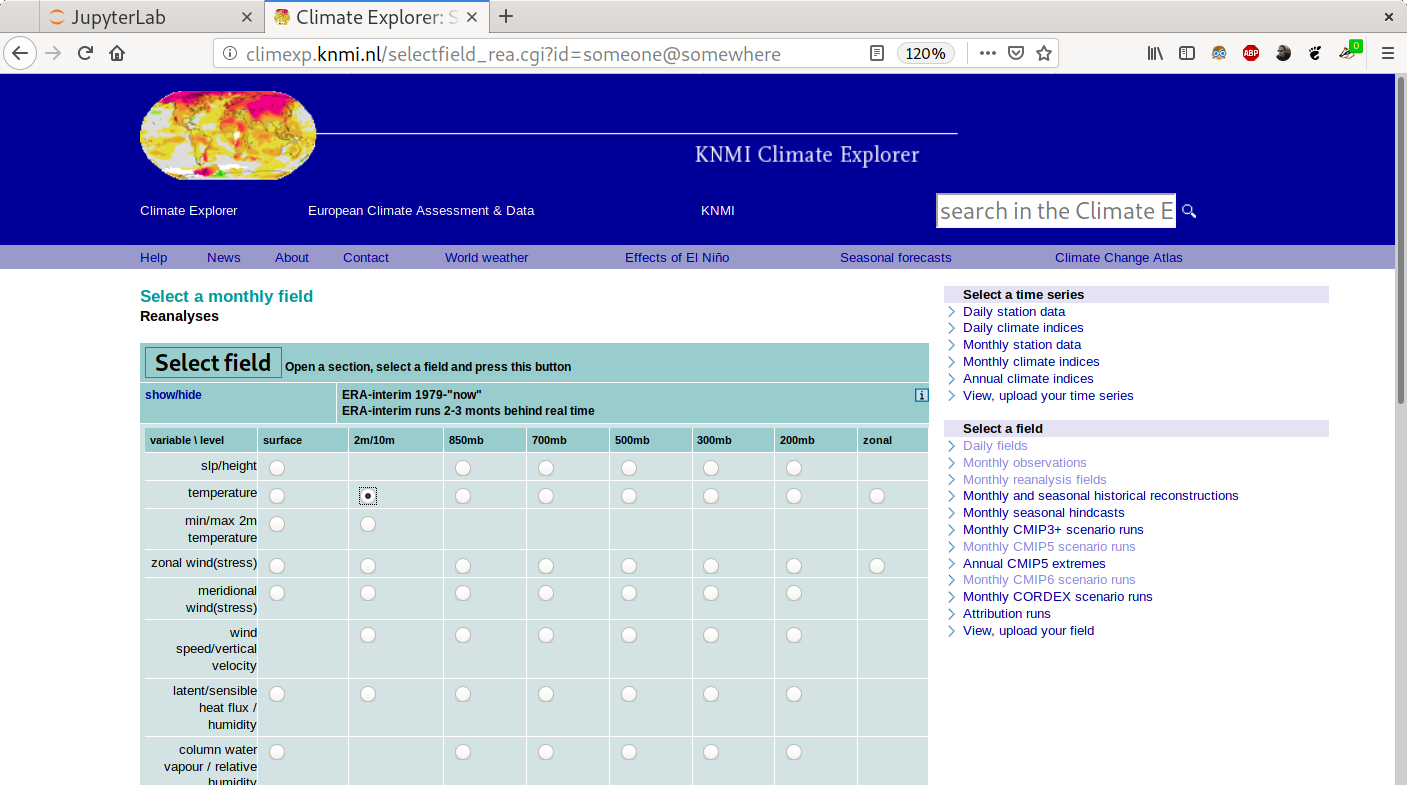 JupyterLab
Climate Explorer: S
climexp.knmi.nl/selectfield_rea.cgi?id=someone@somewhere
120%
ABP
0
KNMI Climate Explorer
Climate Explorer European Climate Assessment & Data KNMI
search in the Climate E
Help News About Contact World weather Effects of El Niño Seasonal forecasts Climate Change Atlas
Select a monthly field
Reanalyses
Select field Open a section, select a field and press this button
show/hide
ERA-interim 1979-"now"
ERA-interim runs 2-3 monts behind real time
i
variable \ level surface 2m/10m 850mb 700mb 500mb 300mb 200mb zonal
slp/height
temperature
min/max 2m
temperature
zonal wind(stress)
meridional
wind(stress)
wind
speed/vertical
velocity
latent/sensible
heat flux /
humidity
column water
vapour / relative
humidity
Select a time series
Daily station data
Daily climate indices
Monthly station data
Monthly climate indices
Annual climate indices
View, upload your time series
Select a field
Daily fields
Monthly observations
Monthly reanalysis fields
Monthly and seasonal historical reconstructions
Monthly seasonal hindcasts
Monthly CMIP3+ scenario runs
Monthly CMIP5 scenario runs
Annual CMIP5 extremes
Monthly CMIP6 scenario runs
Monthly CORDEX scenario runs
Attribution runs
View, upload your field